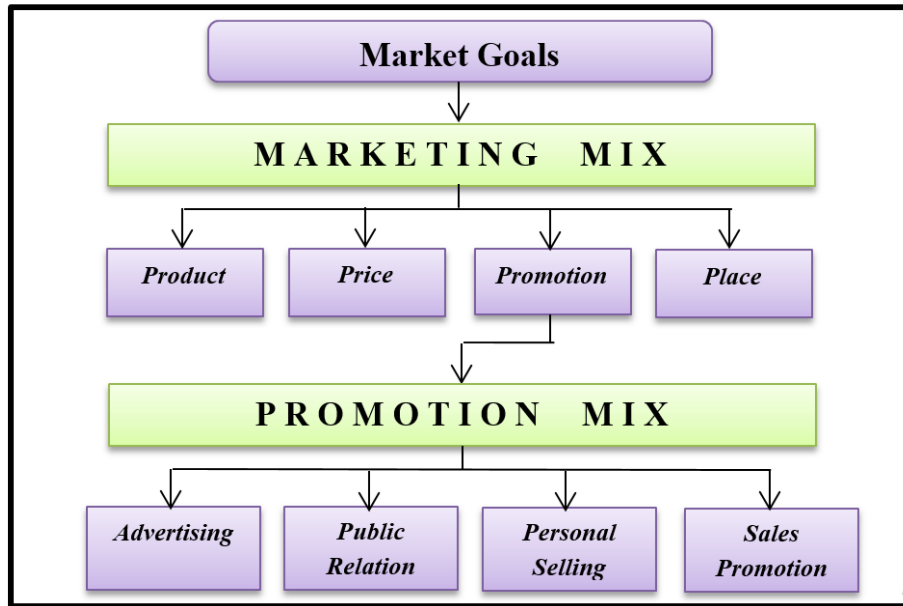 Market Goals
MARKETING MIX
Product
Price
Promotion
Place
PROMOTION MIX
Advertising
Public
Relation
Personal
Selling
Sales
Promotion